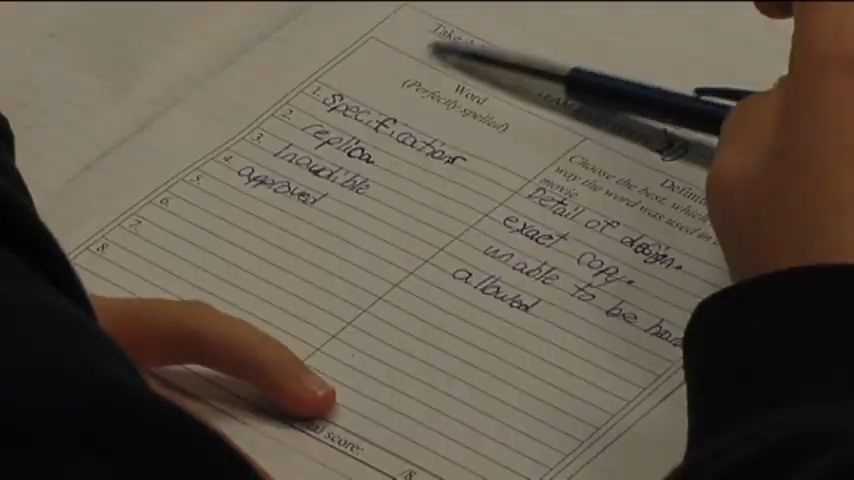 Word
(Perfectly spelled)
Choose the best, which
way the word was used in
movie
1. Specification Detail of design.
2. replica exact copy.
3. Inaudible unable to be
4. approved allowed
5.
6.
7.
8.
score:
/8